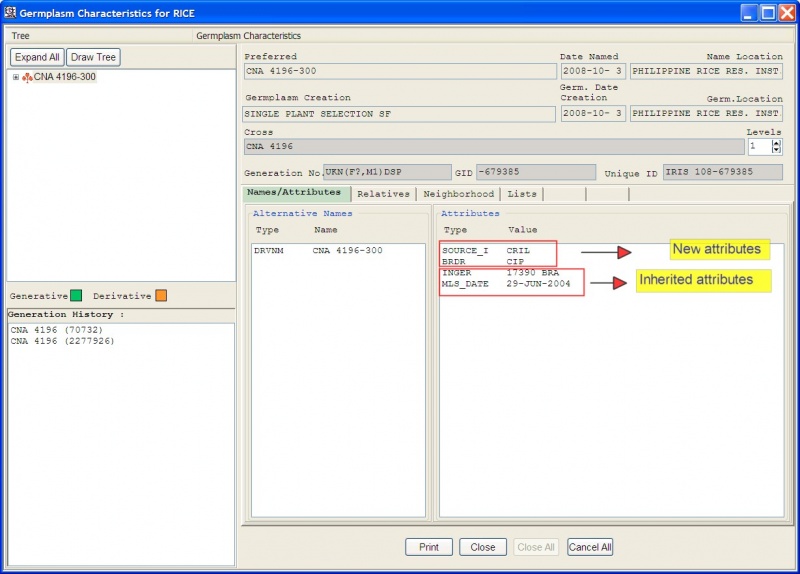 Germplasm Characteristics for RICE
Tree Germplasm Characteristics
Expand All Draw Tree
CNA 4196-300
Preferred Date Named Name Location
CNA 4196-300 2008-10- 3 PHILIPPINE RICE RES. INST
Germplasm Creation Germ. Date Creation Germ.Location
SINGLE PLANT SELECTION SF 2008-10- 3 PHILIPPINE RICE RES. INST
Cross Levels
CNA 4196 1
Generation No. UKN(F?,M1)DSP GID -679385 Unique ID IRIS 108-679385
Names/Attributes Relatives Neighborhood Lists
Alternative Names
Type Name
DRVNM CNA 4196-300
Attributes
Type Value
SOURCE_I CRIL
BRDR CIP
New attributes
INGER 17390 BRA
MLS_DATE 29-JUN-2004
Inherited attributes
Generative Derivative
Generation History :
CNA 4196 (70732)
CNA 4196 (2277926)
Print Close Close All Cancel All